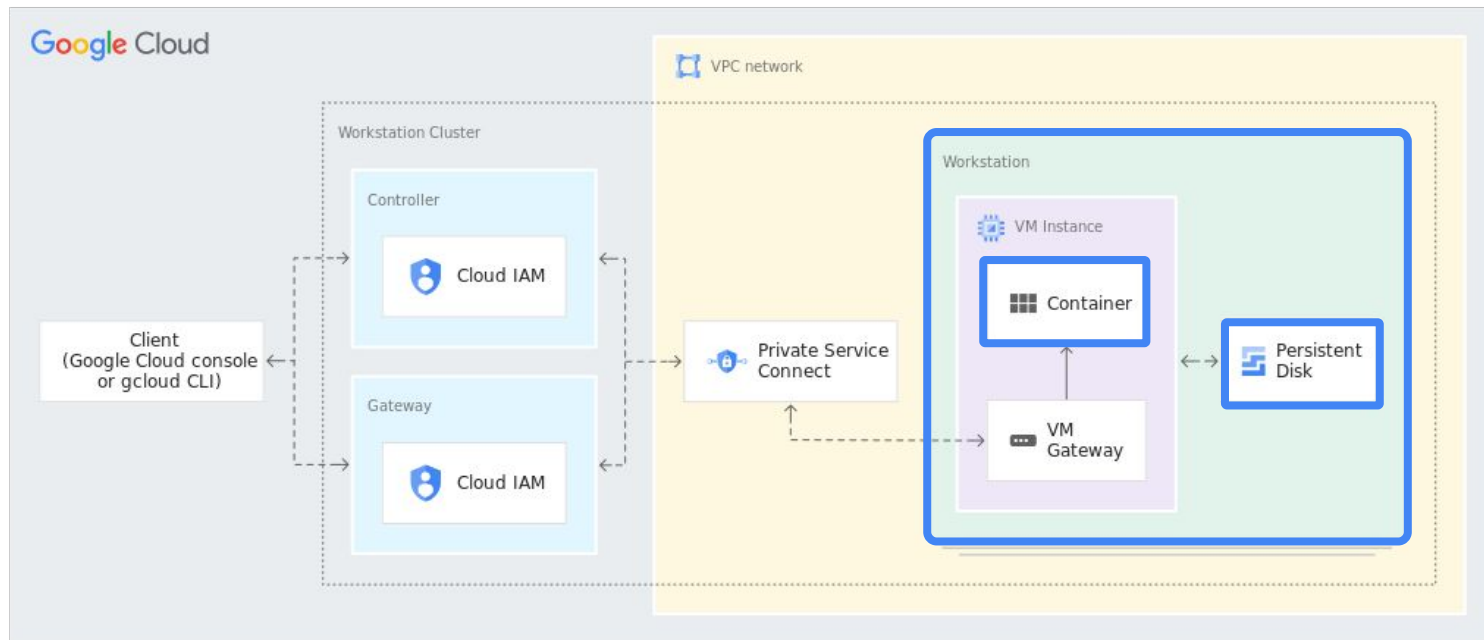 Google Cloud
VPC network
Workstation Cluster
Workstation
Controller
VM Instance
Cloud IAM
Container
Client
(Google Cloud console
or gcloud CLI)
Private Service
Connect
Persistent
Disk
Gateway
VM
Gateway
Cloud IAM